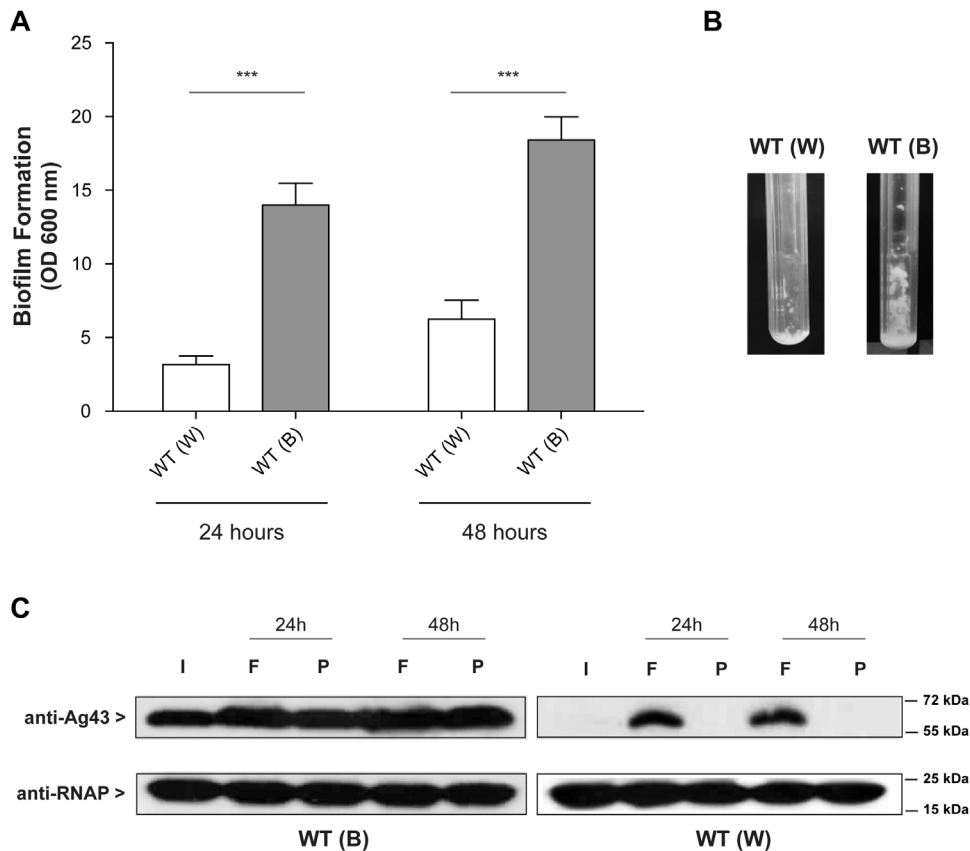 A
B
25
20
15
10
5
0
Biofilm Formation
(OD 600 nm)
***
***
WT (W)
WT (B)
WT (W)
WT (B)
24 hours
48 hours
WT (W)
WT (B)
C
24h
48h
24h
48h
I F P F P
I F P F P
anti-Ag43 >
72 kDa
55 kDa
anti-RNAP >
25 kDa
15 kDa
WT (B)
WT (W)